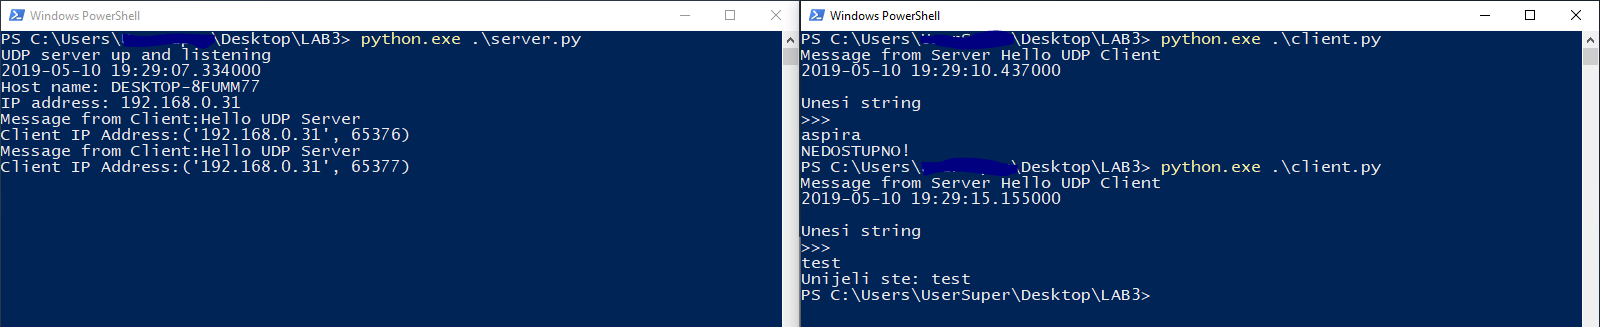 Windows PowerShell
PS C:\Users\ \Desktop\LAB3> python.exe .\server.py
UDP server up and listening
2019-05-10 19:29:07.334000
Host name: DESKTOP-8FUMM77
IP address: 192.168.0.31
Message from Client:Hello UDP Server
Client IP Address:('192.168.0.31', 65376)
Message from Client:Hello UDP Server
Client IP Address:('192.168.0.31', 65377)
Windows PowerShell
PS C:\Users\ \Desktop\LAB3> python.exe .\client.py
Message from Server Hello UDP Client
2019-05-10 19:29:10.437000
Unesi string
>>>
aspira
NEDOSTUPNO!
PS C:\Users\ \Desktop\LAB3> python.exe .\client.py
Message from Server Hello UDP Client
2019-05-10 19:29:15.155000
Unesi string
>>>
test
Unijeli ste: test
PS C:\Users\UserSuper\Desktop\LAB3>